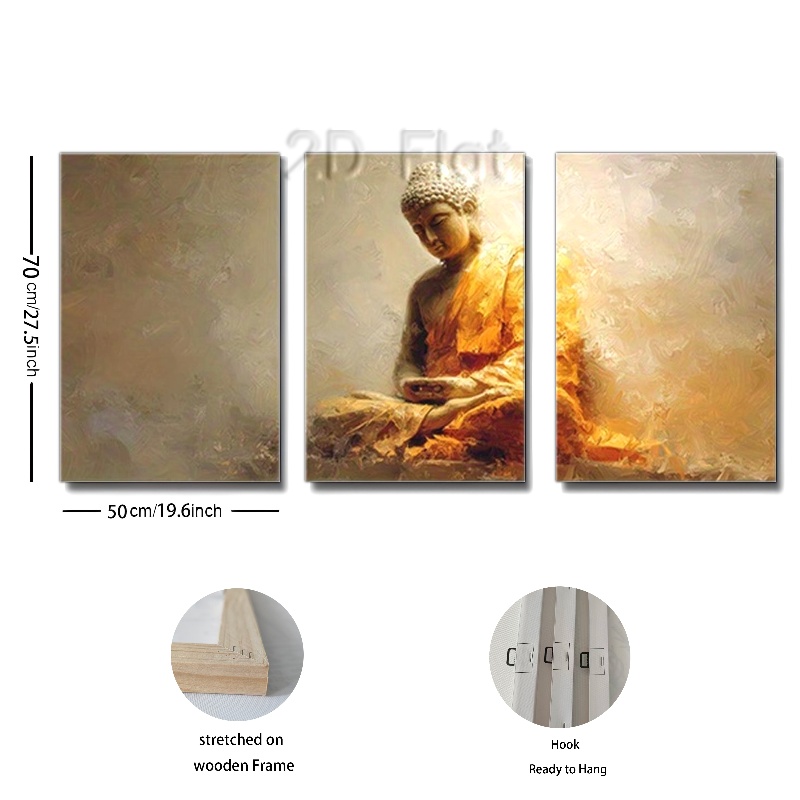 2D Flat
70 cm/27.5inch
50cm/19.6inch
stretched on
wooden Frame
Hook
Ready to Hang